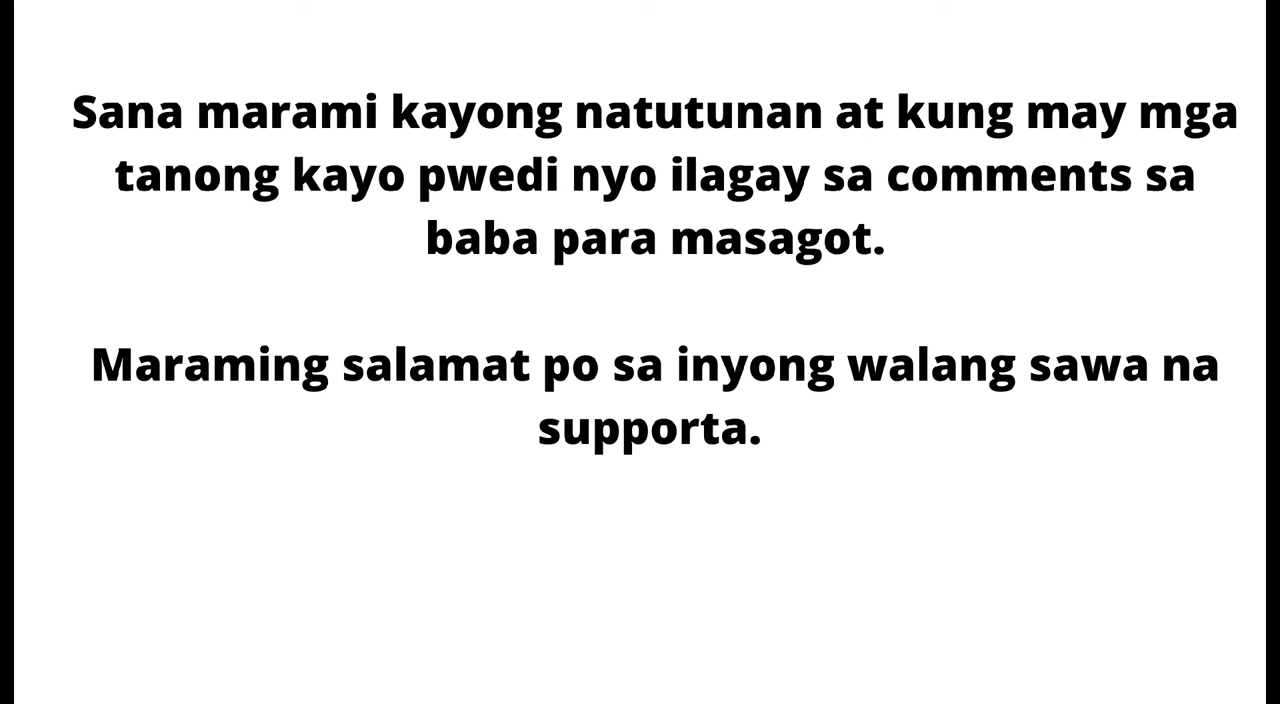 Sana marami kayong natutunan at kung may mga
tanong kayo pwedi nyo ilagay sa comments sa
baba para masagot.
Maraming salamat po sa inyong walang sawa na
supporta.